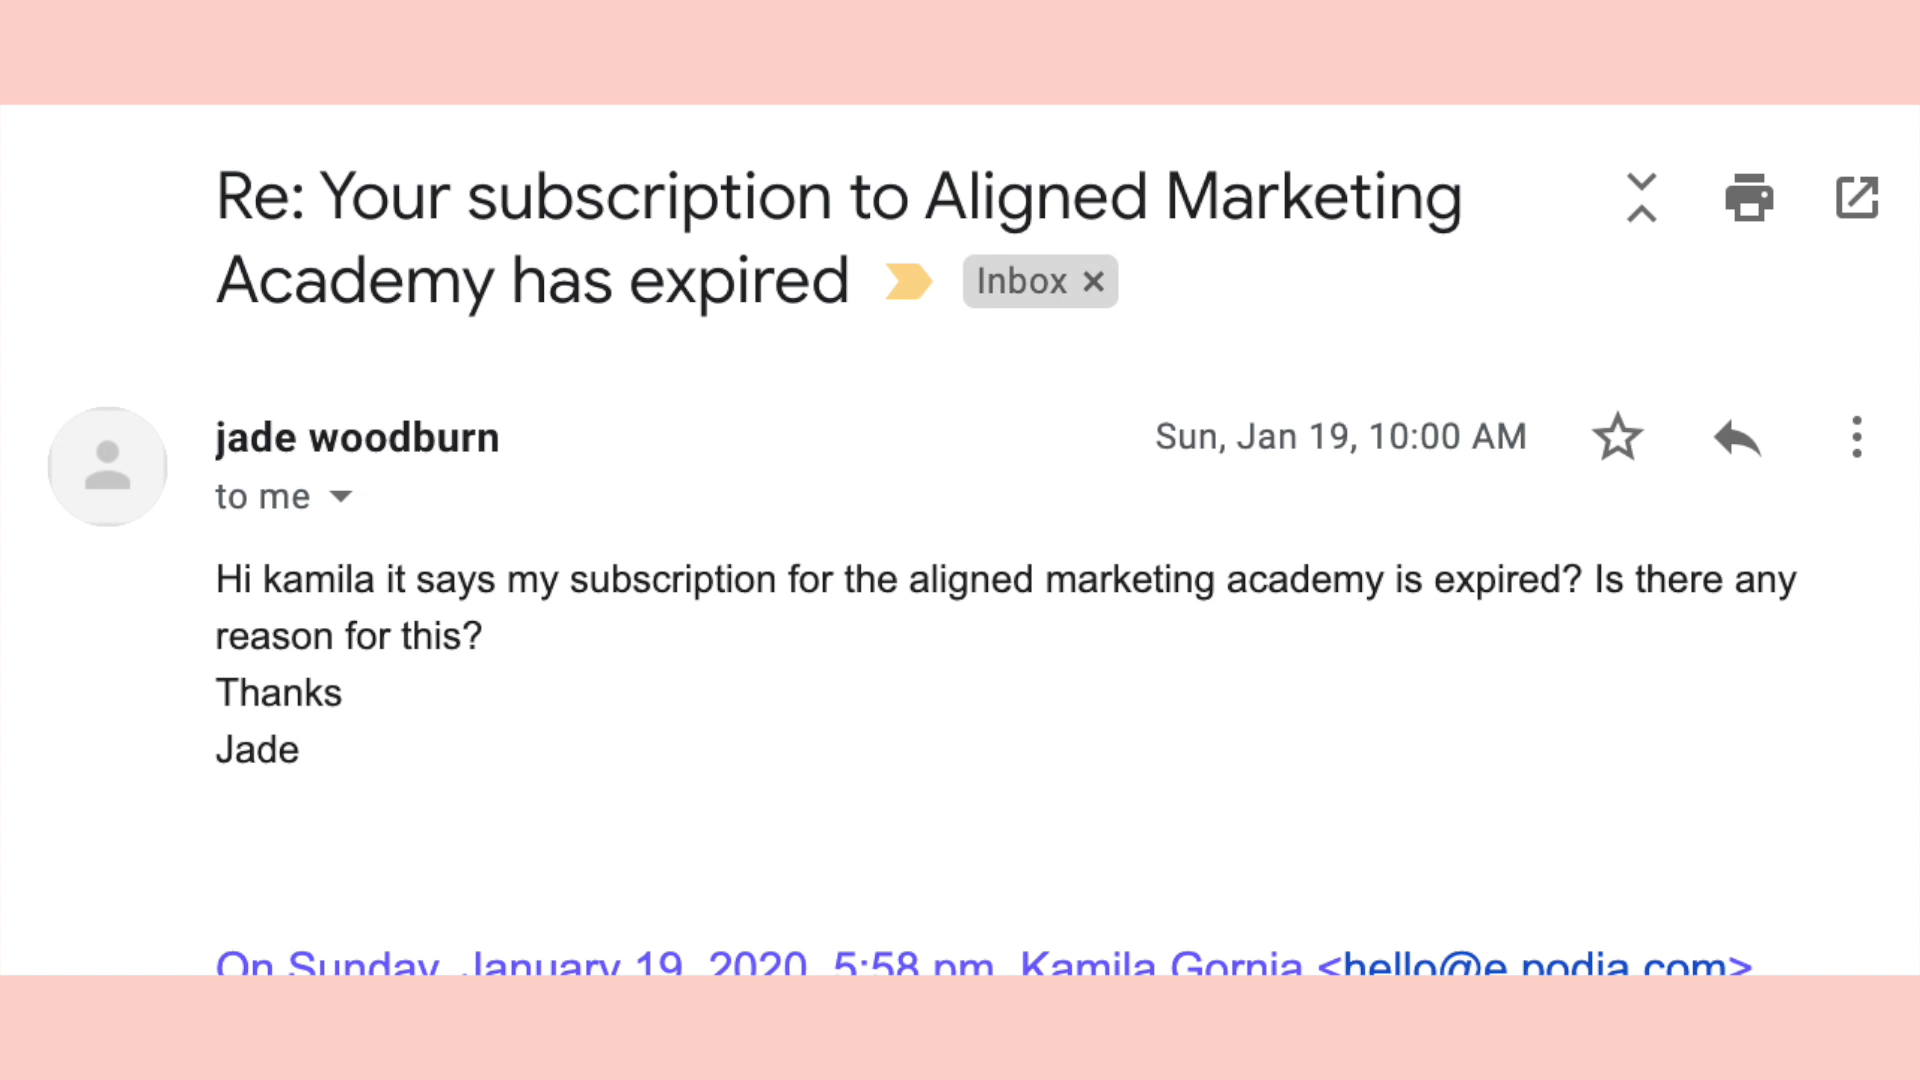 Re: Your subscription to Aligned Marketing
Academy has expired Inbox ×
jade woodburn Sun, Jan 19, 10:00 AM
to me
Hi kamila it says my subscription for the aligned marketing academy is expired? Is there any
reason for this?
Thanks
Jade
On Sunday, January 19, 2020, 5:58 pm, Kamila Gornia <hello@e.podia.com>